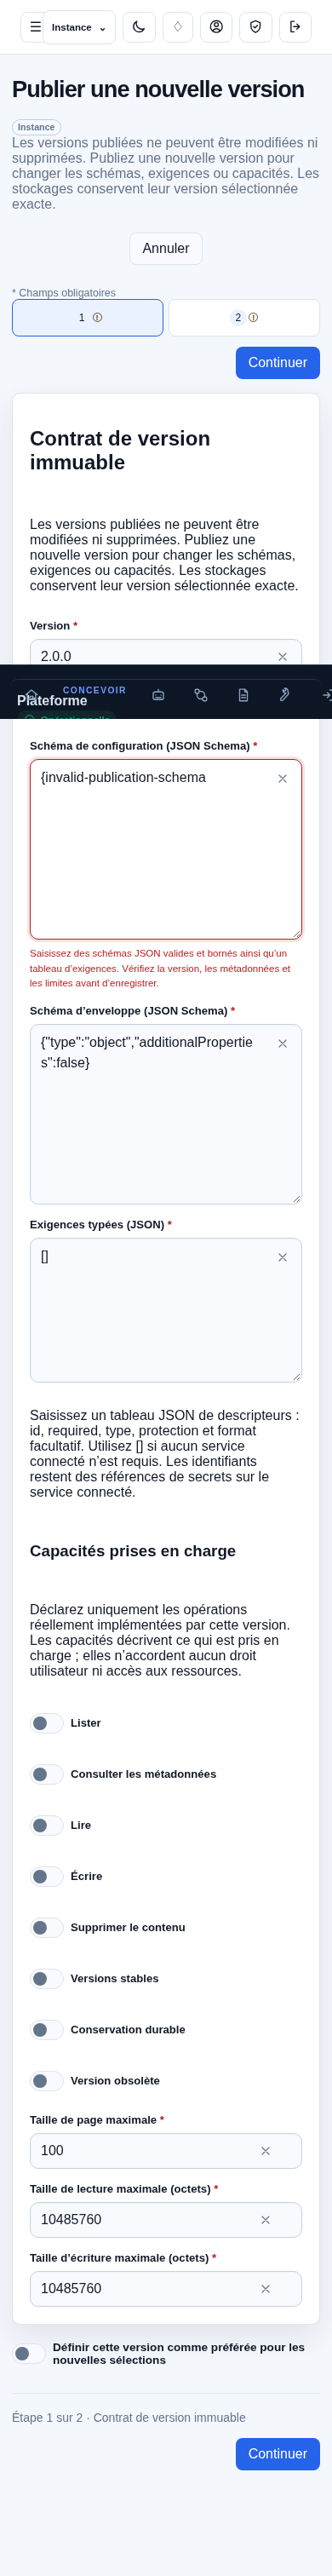 Instance
Publier une nouvelle version
Instance
Les versions publiées ne peuvent être modifiées ni
supprimées. Publiez une nouvelle version pour
changer les schémas, exigences ou capacités. Les
stockages conservent leur version sélectionnée
exacte.
Annuler
* Champs obligatoires
1
2
Continuer
Contrat de version
immuable
Les versions publiées ne peuvent être
modifiées ni supprimées. Publiez une
nouvelle version pour changer les schémas,
exigences ou capacités. Les stockages
conservent leur version sélectionnée exacte.
Version *
2.0.0
CONCEVOIR
Plateforme
Opérationnelle
Schéma de configuration (JSON Schema) *
{invalid-publication-schema
Saisissez des schémas JSON valides et bornés ainsi qu’un
tableau d’exigences. Vérifiez la version, les métadonnées et
les limites avant d’enregistrer.
Schéma d’enveloppe (JSON Schema) *
{"type":"object","additionalPropertie
s":false}
Exigences typées (JSON) *
[]
Saisissez un tableau JSON de descripteurs :
id, required, type, protection et format
facultatif. Utilisez [] si aucun service
connecté n’est requis. Les identifiants
restent des références de secrets sur le
service connecté.
Capacités prises en charge
Déclarez uniquement les opérations
réellement implémentées par cette version.
Les capacités décrivent ce qui est pris en
charge ; elles n’accordent aucun droit
utilisateur ni accès aux ressources.
Lister
Consulter les métadonnées
Lire
Écrire
Supprimer le contenu
Versions stables
Conservation durable
Version obsolète
Taille de page maximale *
100
Taille de lecture maximale (octets) *
10485760
Taille d’écriture maximale (octets) *
10485760
Définir cette version comme préférée pour les
nouvelles sélections
Étape 1 sur 2 · Contrat de version immuable
Continuer